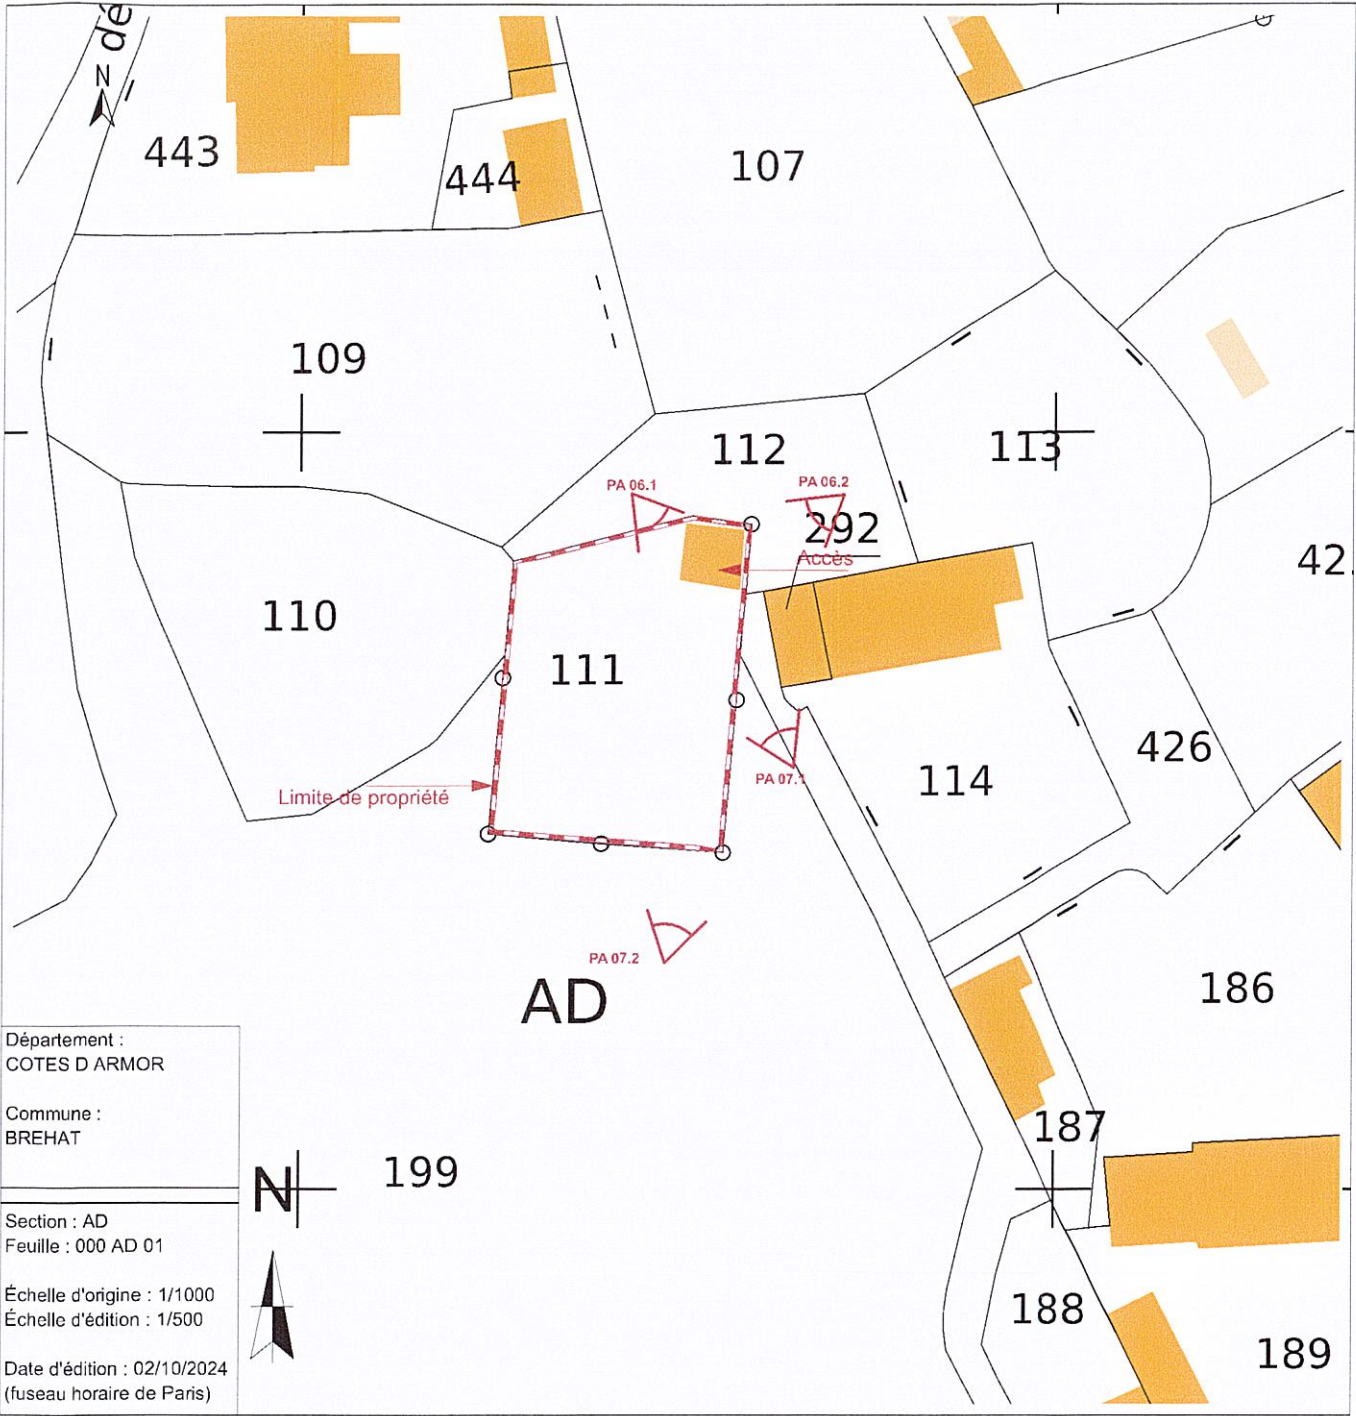 dé
N
443
444
107
109
112
113
PA 06.1
PA 06.2
292
Accès
42
110
111
426
114
PA 07.1
Limite de propriété
PA 07.2
AD
186
Département :
COTES D ARMOR
Commune :
BREHAT
187
199
N
Section : AD
Feuille : 000 AD 01
Échelle d'origine : 1/1000
Échelle d'édition : 1/500
188
189
Date d'édition : 02/10/2024
(fuseau horaire de Paris)